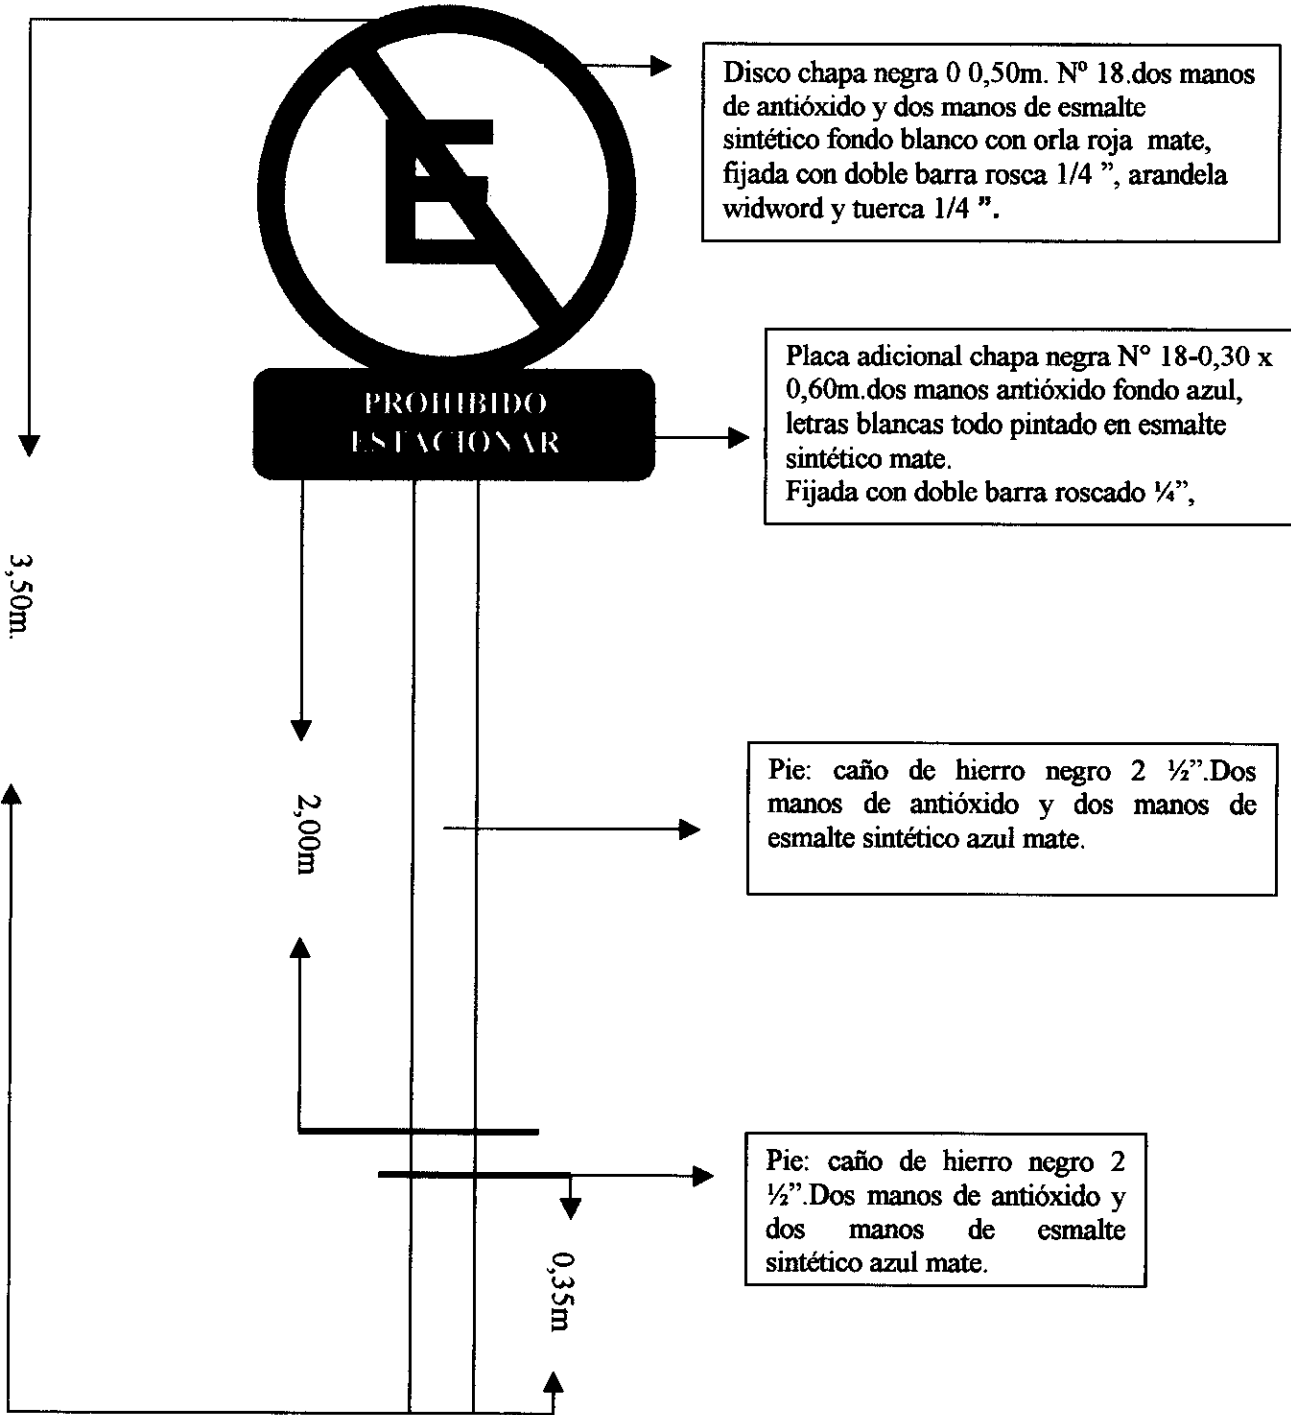 E
Disco chapa negra 0 0,50m. Nº 18.dos manos
de antióxido y dos manos de esmalte
sintético fondo blanco con orla roja mate,
fijada con doble barra rosca 1/4 ”, arandela
widword y tuerca 1/4 ”.
PROHIBIDO
ESTACIONAR
Placa adicional chapa negra N° 18-0,30 x
0,60m.dos manos antióxido fondo azul,
letras blancas todo pintado en esmalte
sintético mate.
Fijada con doble barra roscado ¼”,
3,50m.
2,00m
Pie: caño de hierro negro 2 ½”.Dos
manos de antióxido y dos manos de
esmalte sintético azul mate.
Pie: caño de hierro negro 2
½”.Dos manos de antióxido y
dos manos de esmalte
sintético azul mate.
0,35m